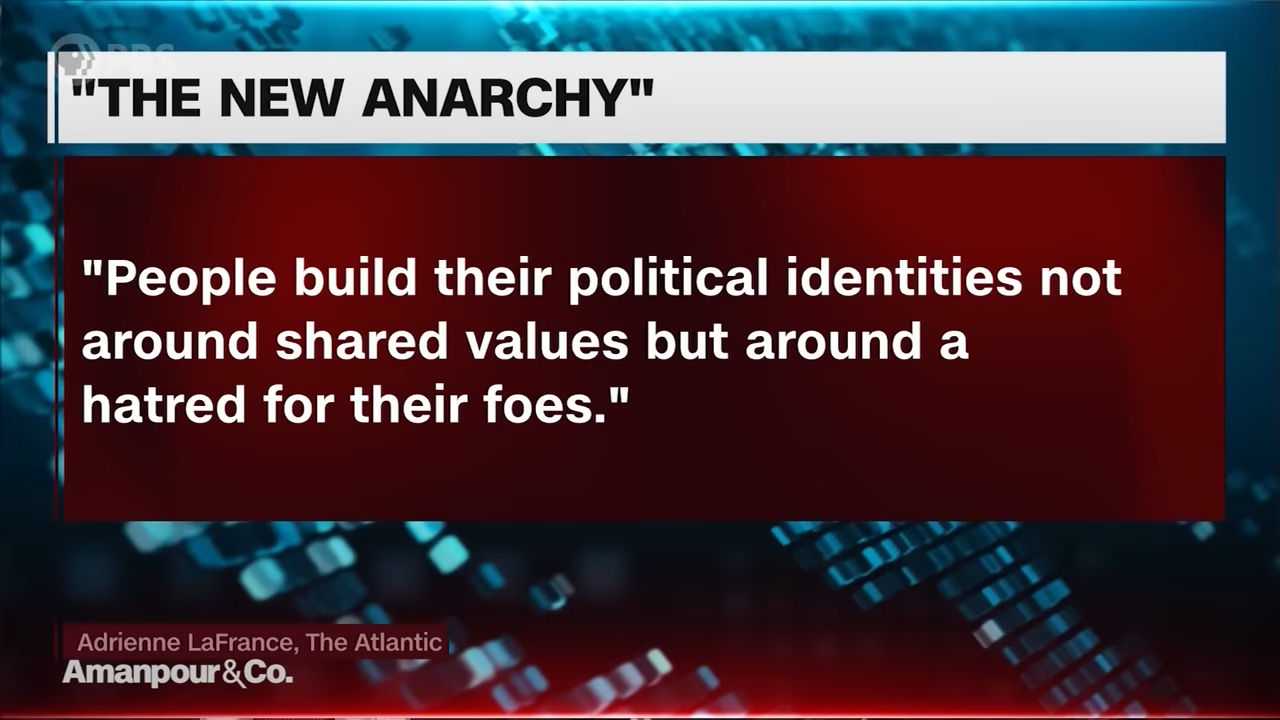 PBS
"THE NEW ANARCHY"
"People build their political identities not
around shared values but around a
hatred for their foes."
Adrienne LaFrance, The Atlantic
Amanpour&Co.